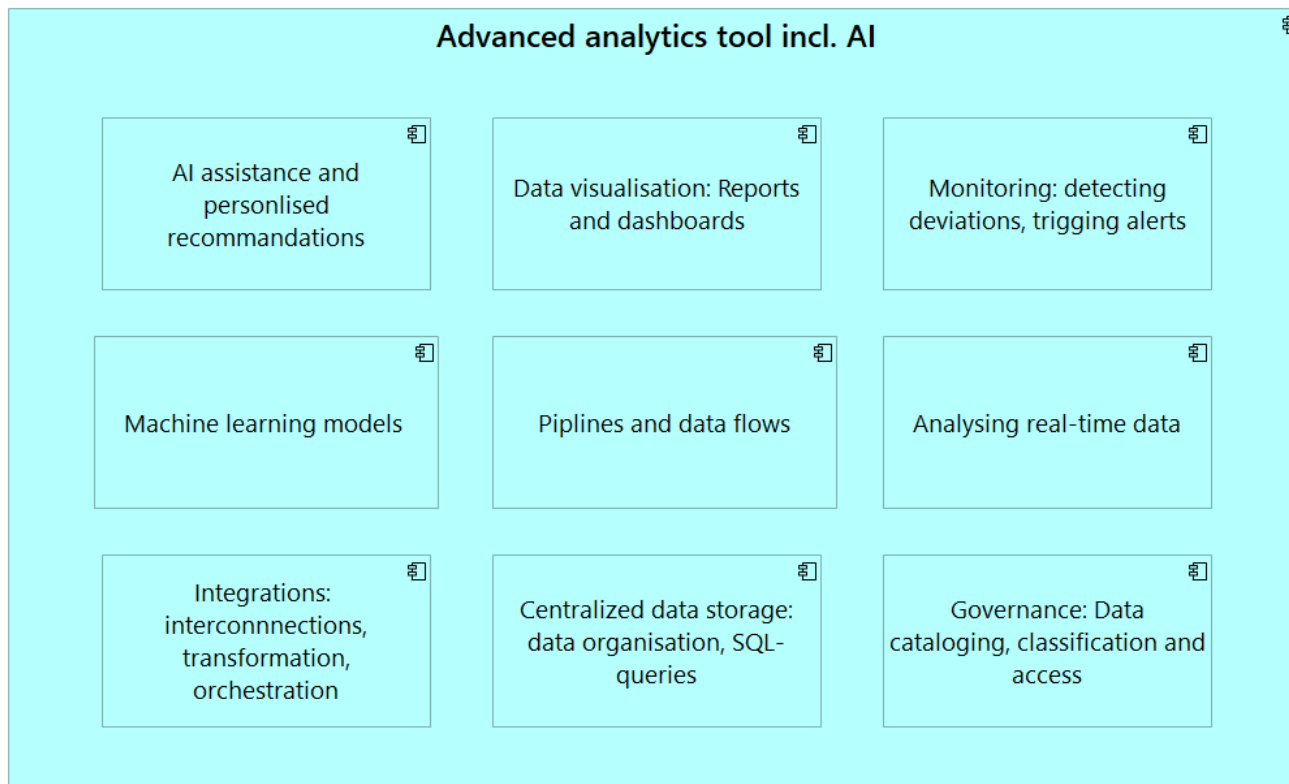 Advanced analytics tool incl. AI
AI assistance and
personlised
recommandations
Data visualisation: Reports
and dashboards
Monitoring: detecting
deviations, trigging alerts
Machine learning models
Piplines and data flows
Analysing real-time data
Integrations:
interconnnections,
transformation,
orchestration
Centralized data storage:
data organisation, SQL-
queries
Governance: Data
cataloging, classification and
access